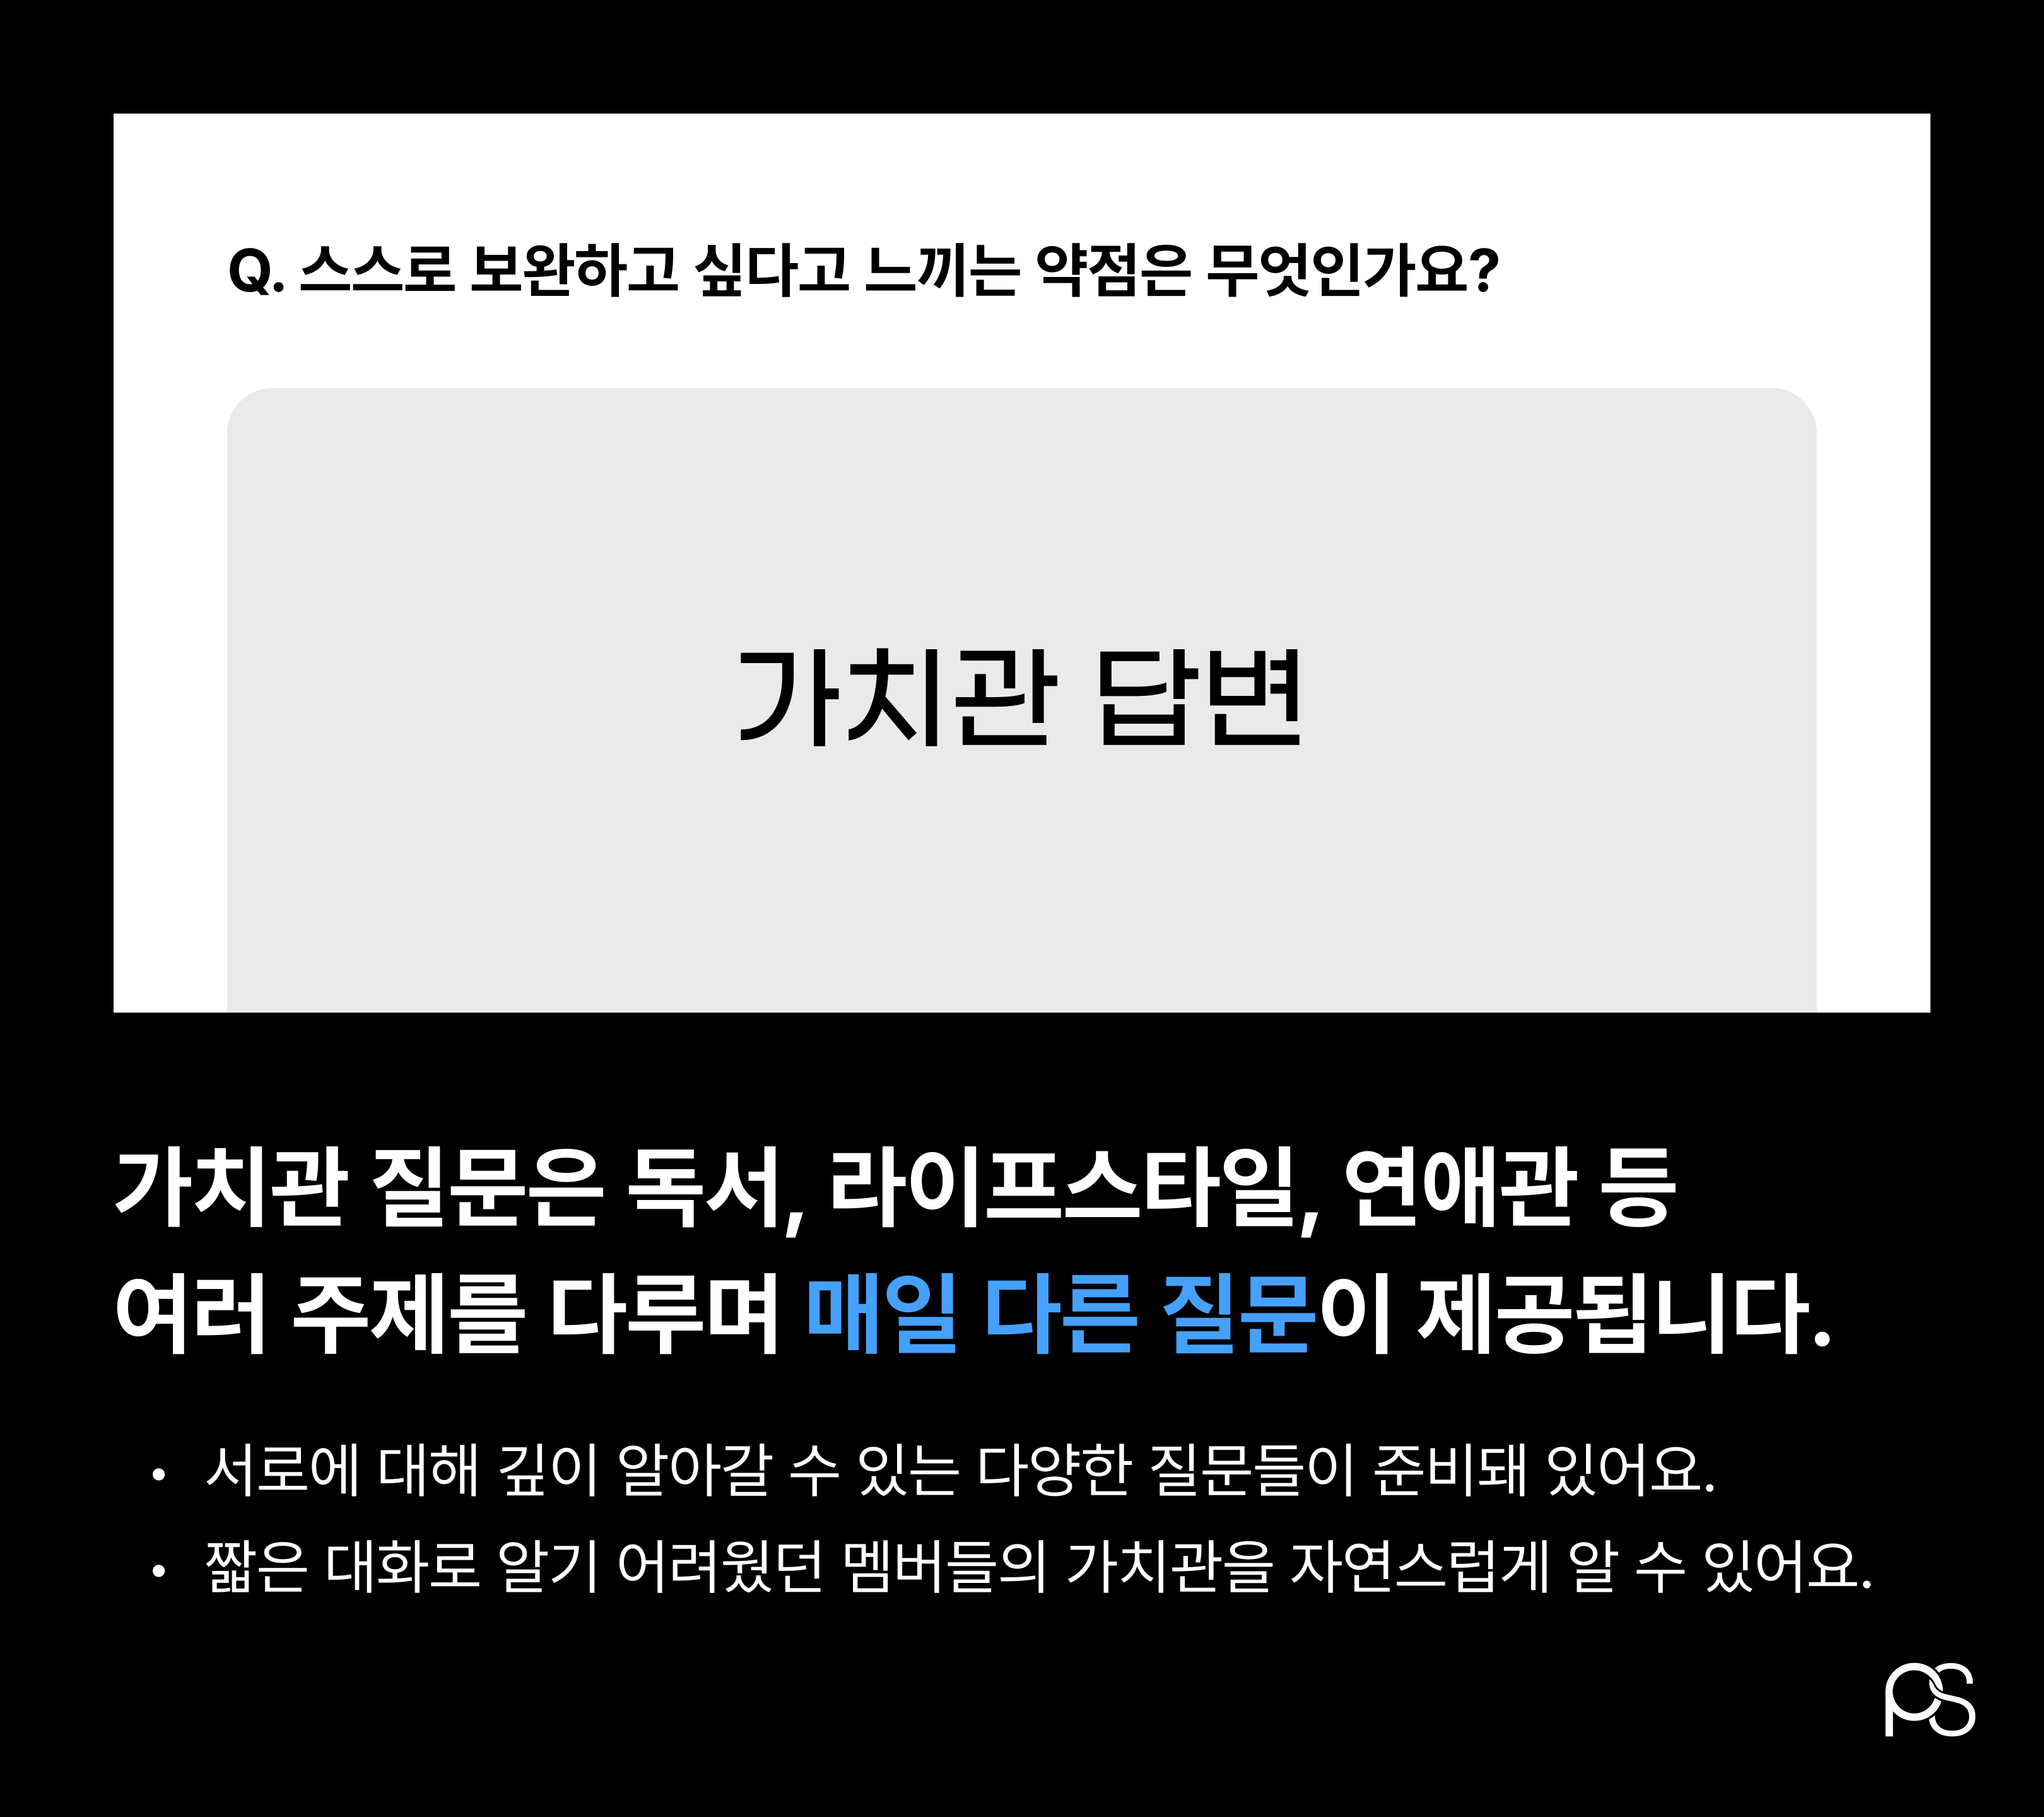 Q. 스스로 보완하고 싶다고 느끼는 약점은 무엇인가요?
가치관 답변
가치관 질문은 독서, 라이프스타일, 연애관 등
여러 주제를 다루며 매일 다른 질문이 제공됩니다.
• 서로에 대해 깊이 알아갈 수 있는 다양한 질문들이 준비돼 있어요.
• 짧은 대화로 알기 어려웠던 멤버들의 가치관을 자연스럽게 알 수 있어요.
PS